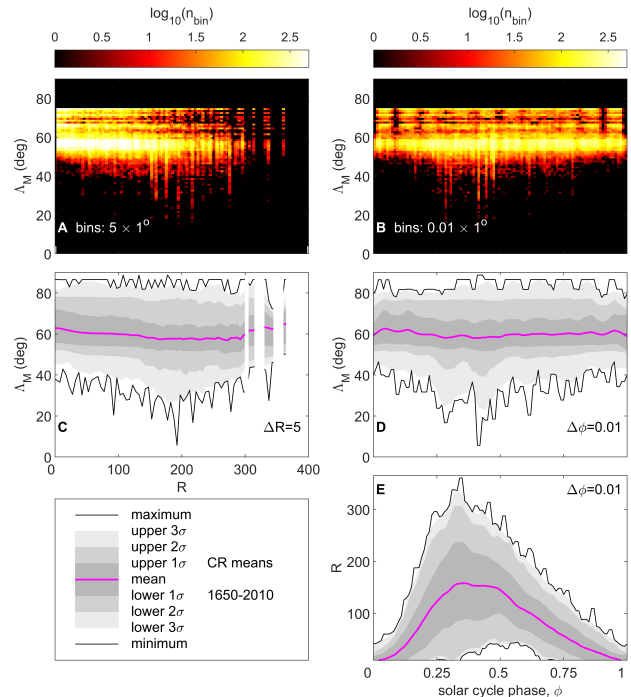 log10(nbin) log10(nbin)
0 0.5 1 1.5 2 2.5 0 0.5 1 1.5 2 2.5
80 80
60 60
40 40
20 20
0 0
ΛM (deg) ΛM (deg)
A bins: 5 × 1° B bins: 0.01 × 1°
80 80
60 60
40 40
20 20
0 0
ΛM (deg) ΛM (deg)
C ΔR=5 D Δϕ=0.01
0 100 200 300 400
R
maximum
upper 3σ
upper 2σ
upper 1σ CR means
mean
lower 1σ 1650-2010
lower 2σ
lower 3σ
minimum
E Δϕ=0.01
300
200
100
R
0 0.25 0.5 0.75 1
solar cycle phase, ϕ